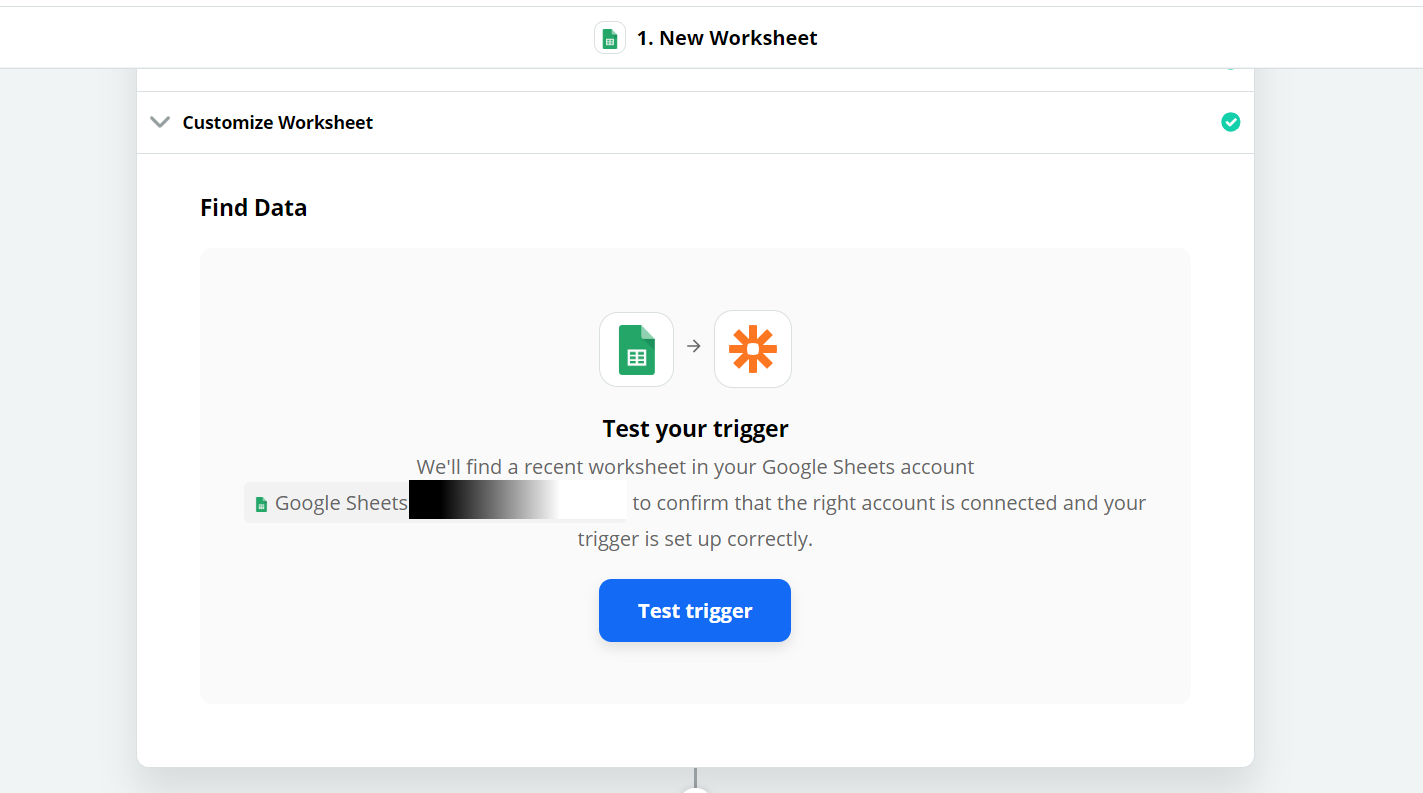 1. New Worksheet
Customize Worksheet
Find Data
Test your trigger
We'll find a recent worksheet in your Google Sheets account
Google Sheets to confirm that the right account is connected and your
trigger is set up correctly.
Test trigger